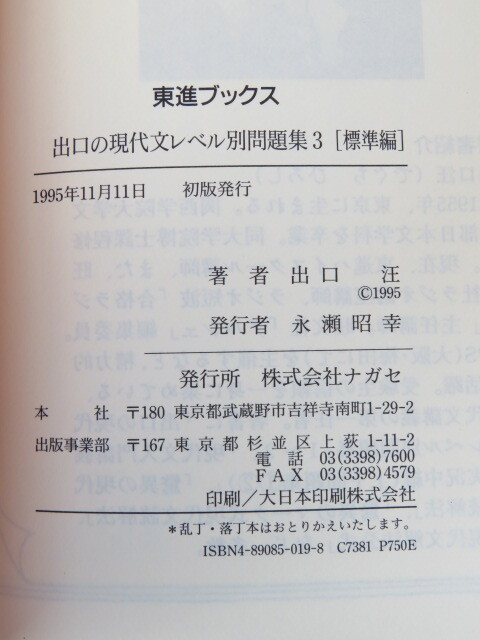 東進ブックス
出口の現代文レベル別問題集3［標準編］
1995年11月11日　初版発行
著者 出口　汪
©1995
発行者　永瀬昭幸
発行所　株式会社ナガセ
本　　社　〒180 東京都武蔵野市吉祥寺南町1-29-2
出版事業部　〒167 東京都杉並区上荻1-11-2
電話　03(3398)7600
FAX　03(3398)4579
印刷／大日本印刷株式会社
＊乱丁・落丁本はおとりかえいたします。
ISBN4-89085-019-8　C7381 P750E